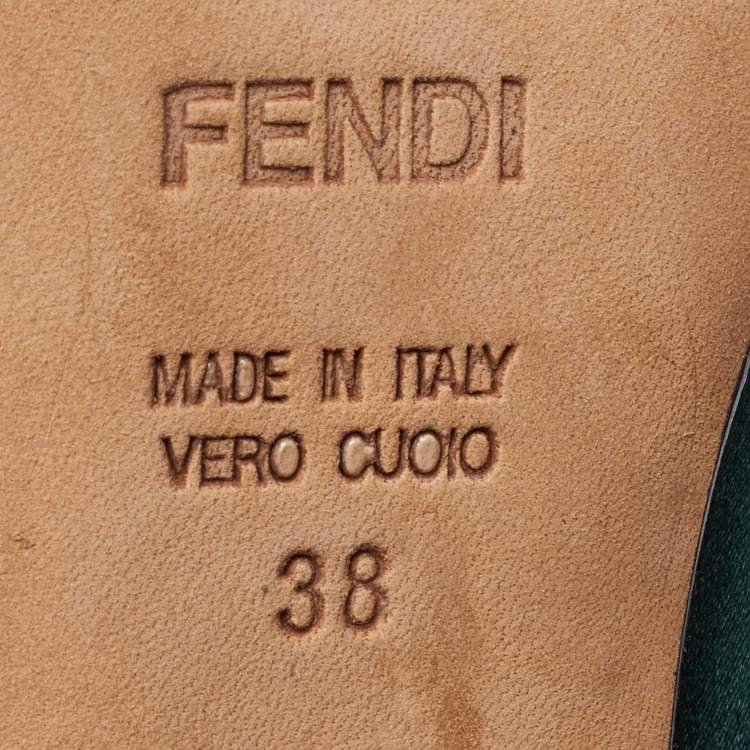 FENDI
MADE IN ITALY
VERO CUOIO
38